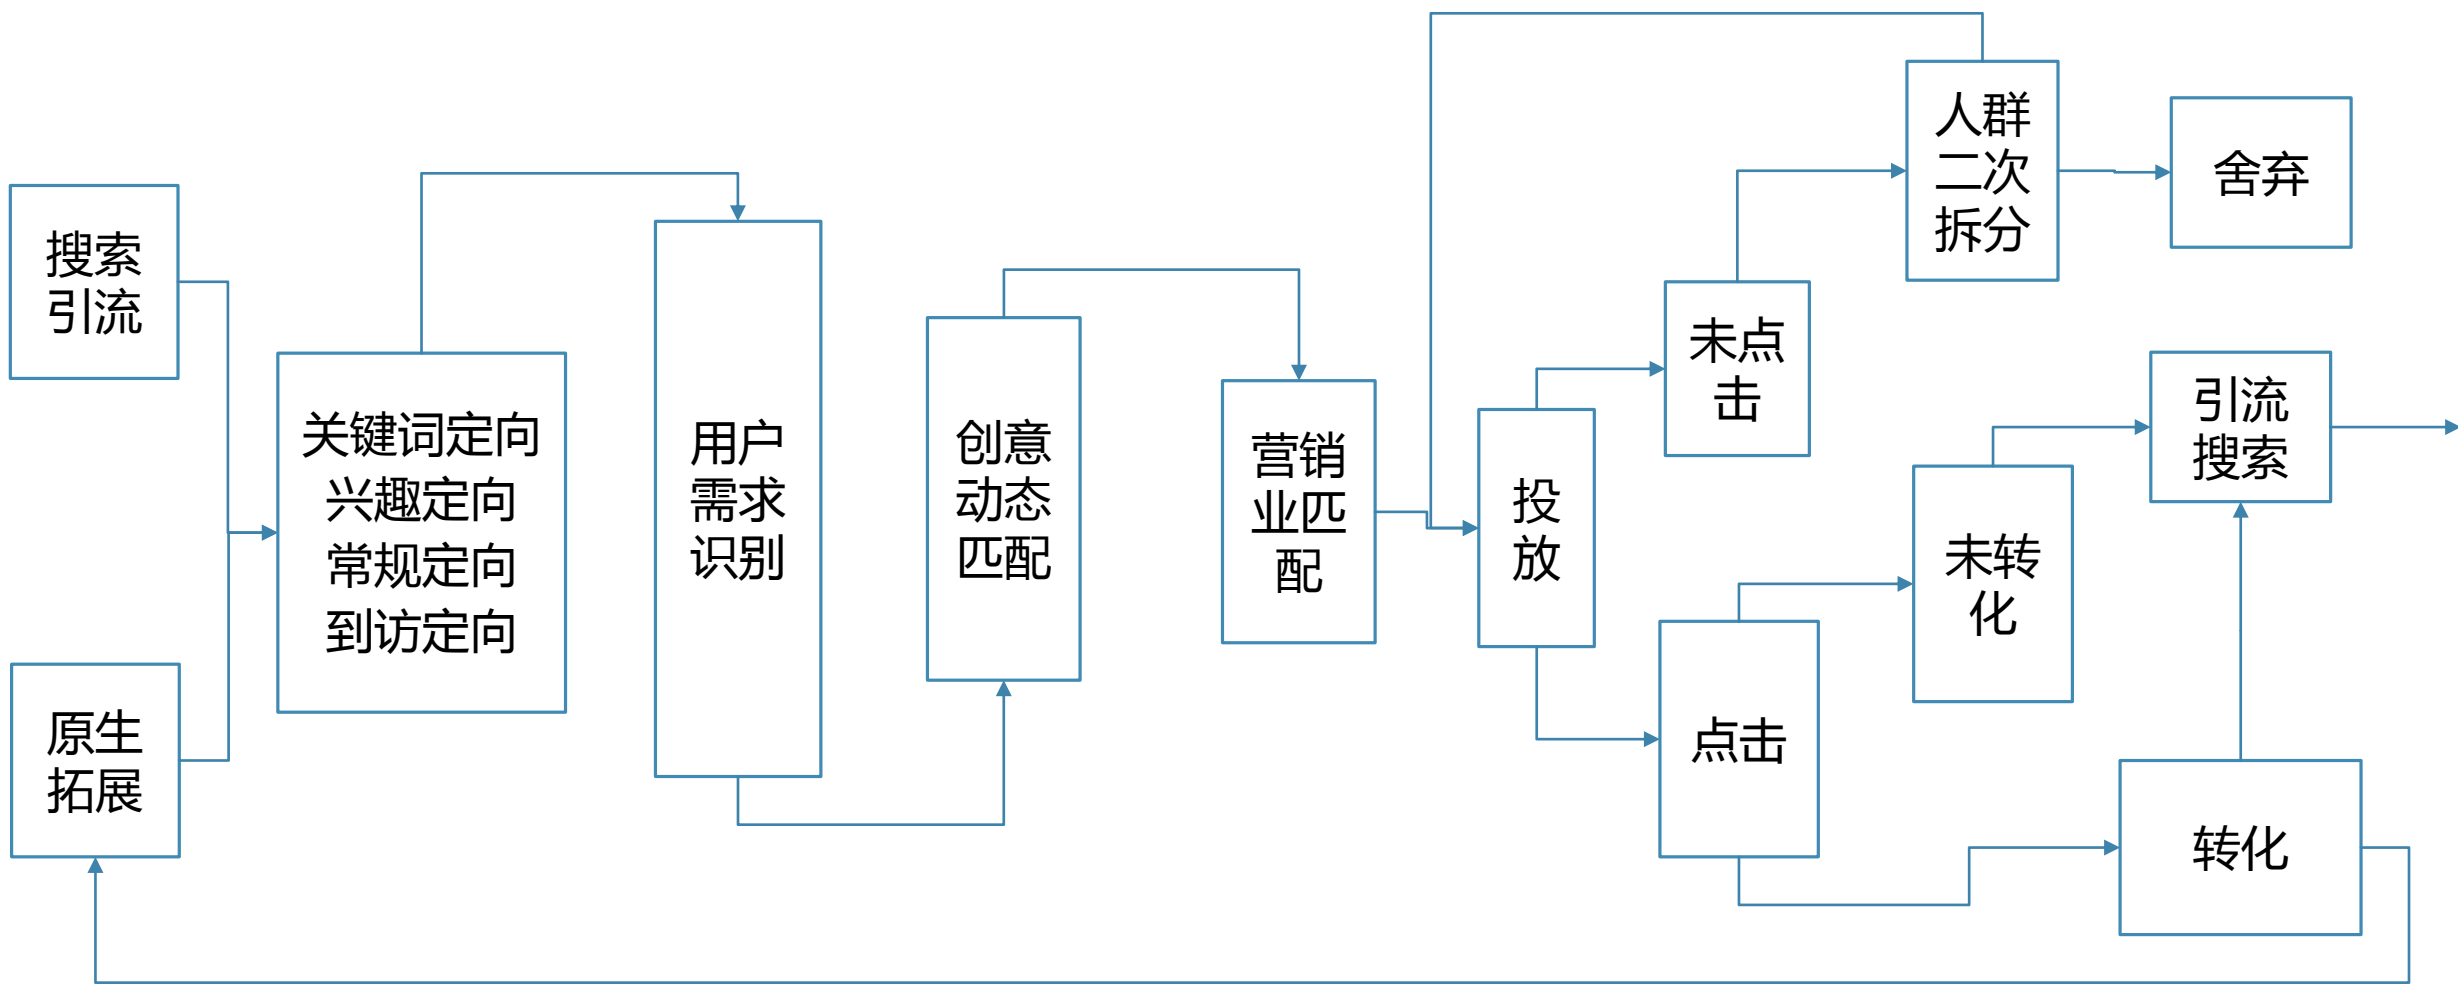 搜索
引流
原生
拓展
关键词定向
兴趣定向
常规定向
到访定向
用户
需求
识别
创意
动态
匹配
营销
业匹
配
投
放
未点
击
点击
人群
二次
拆分
舍弃
未转
化
引流
搜索
转化